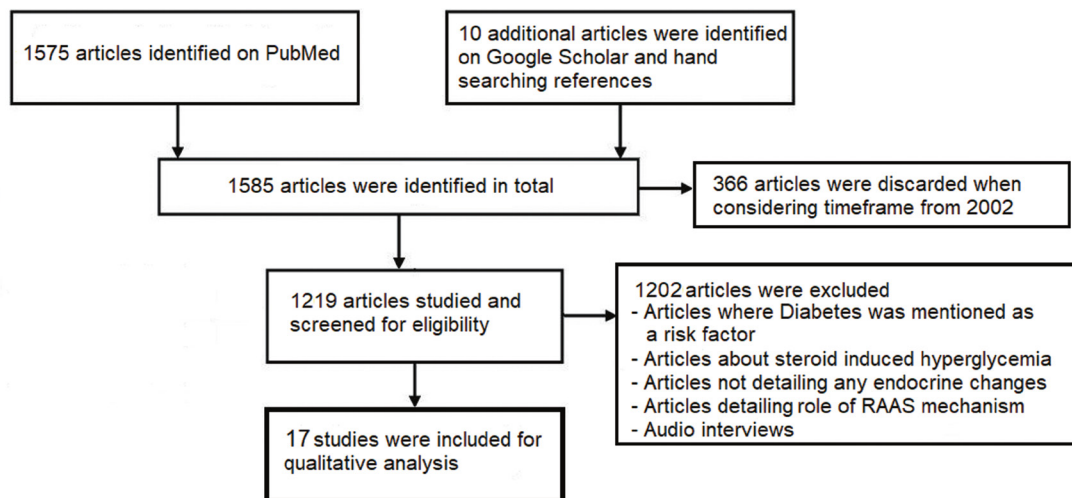 1575 articles identified on PubMed
10 additional articles were identified
on Google Scholar and hand
searching references
1585 articles were identified in total
366 articles were discarded when
considering timeframe from 2002
1219 articles studied and
screened for eligibility
1202 articles were excluded
- Articles where Diabetes was mentioned as
a risk factor
- Articles about steroid induced hyperglycemia
- Articles not detailing any endocrine changes
- Articles detailing role of RAAS mechanism
- Audio interviews
17 studies were included for
qualitative analysis